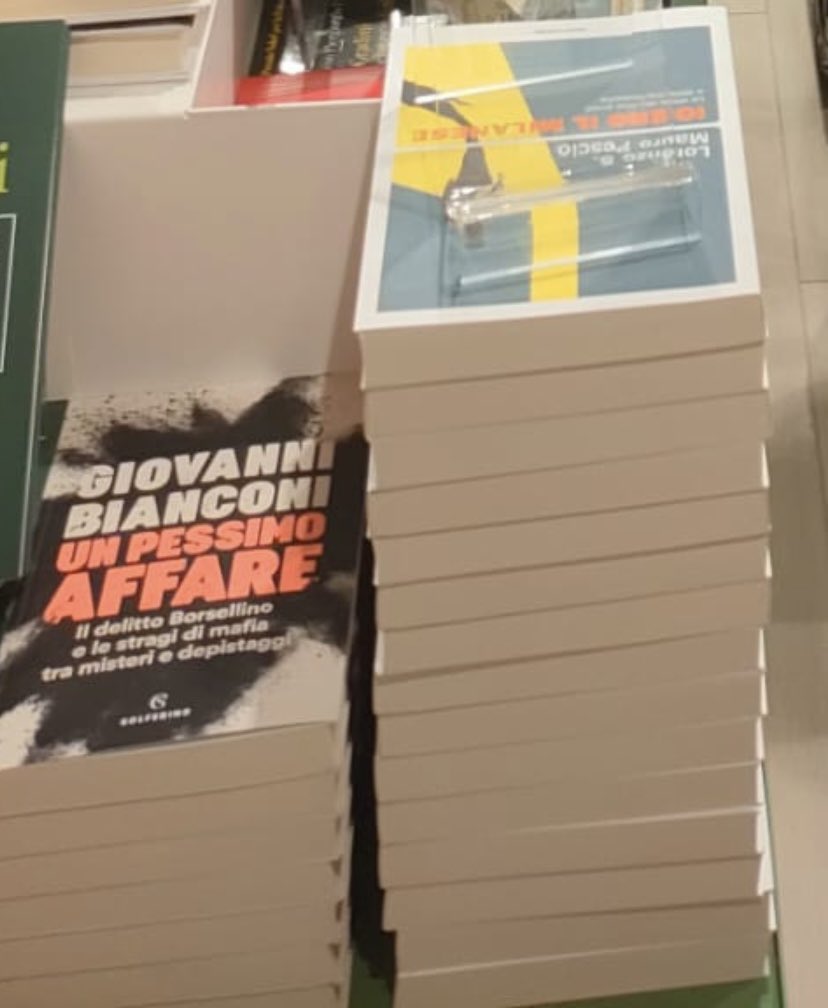 i
Lorenzo S.
Mauro Pescio
IO ERO IL MILANESE
GIOVANNI
BIANCONI
UN PESSIMO
AFFARE
Il delitto Borsellino
e le stragi di mafia
tra misteri e depistaggi
SOLFERINO